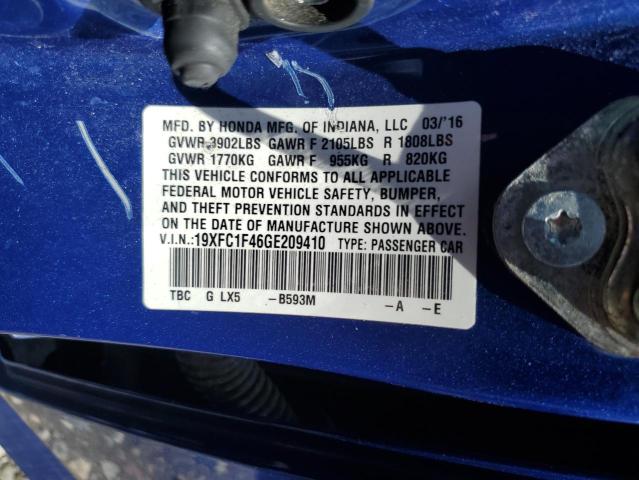 MFD. BY HONDA MFG. OF INDIANA, LLC 03/'16
GVWR 3902LBS GAWR F 2105LBS R 1808LBS
GVWR 1770KG GAWR F 955KG R 820KG
THIS VEHICLE CONFORMS TO ALL APPLICABLE
FEDERAL MOTOR VEHICLE SAFETY, BUMPER,
AND THEFT PREVENTION STANDARDS IN EFFECT
ON THE DATE OF MANUFACTURE SHOWN ABOVE.
V.I.N.:19XFC1F46GE209410 TYPE: PASSENGER CAR
TBC G LX5 -B593M -A -E